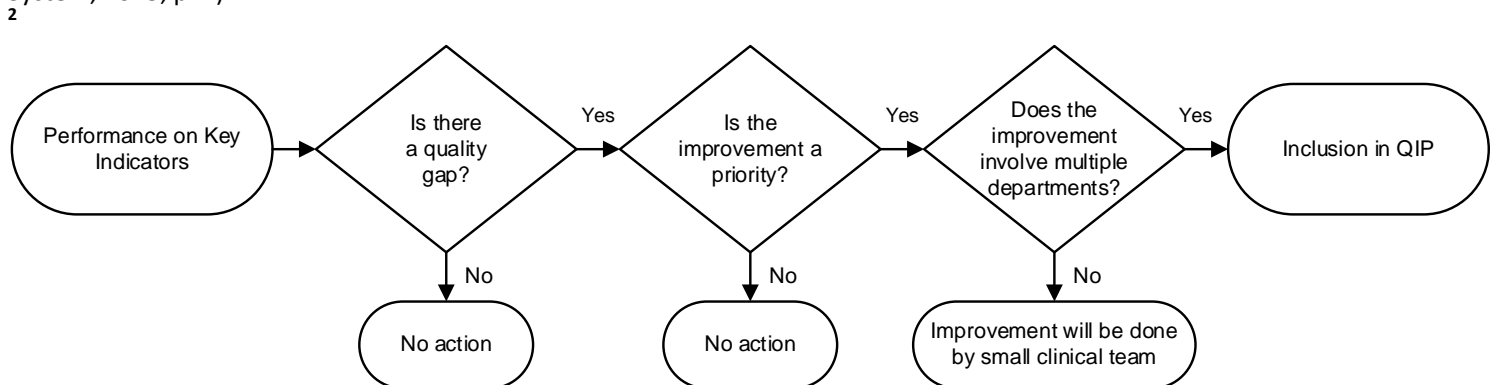 2
Performance on Key
Indicators
Is there
a quality
gap?
Yes
Is the
improvement a
priority?
Yes
Does the
improvement
involve multiple
departments?
Yes
Inclusion in QIP
No
No
No
No action
No action
Improvement will be done
by small clinical team